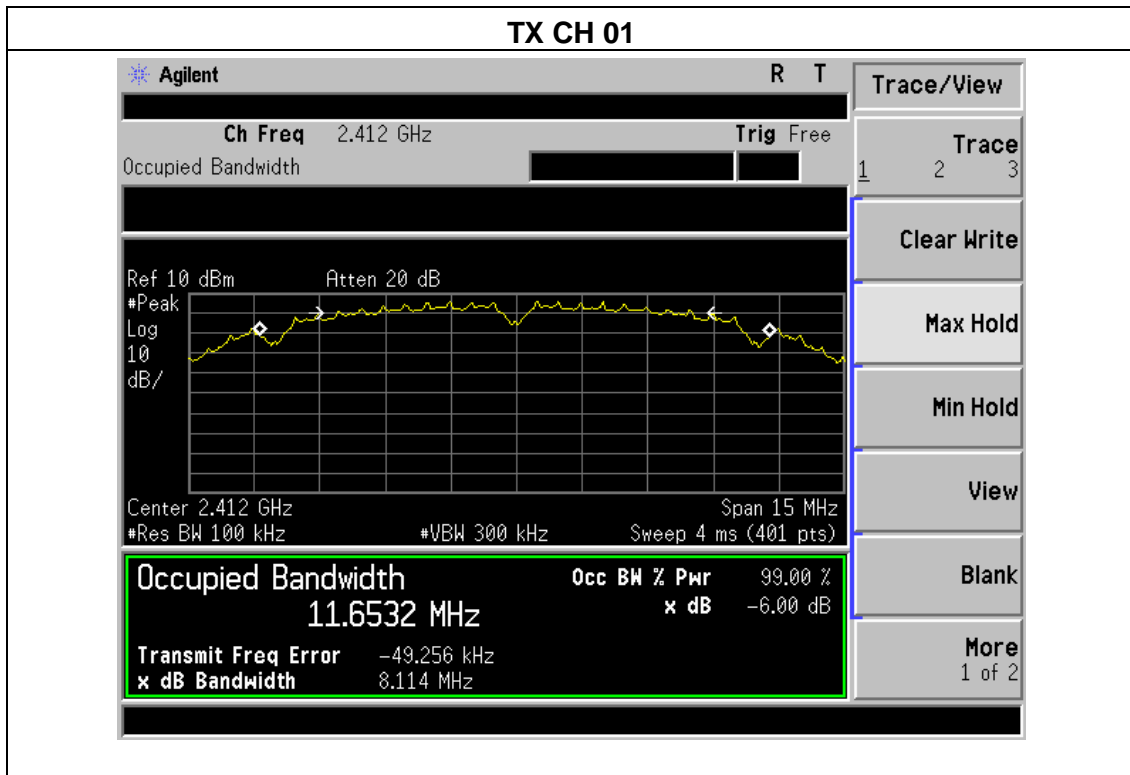 TX CH 01
Agilent R T
Trace/View
Ch Freq 2.412 GHz Trig Free
Occupied Bandwidth
Trace
1 2 3
Clear Write
Max Hold
Min Hold
View
Blank
More
1 of 2
Ref 10 dBm Atten 20 dB
#Peak
Log
10
dB/
Center 2.412 GHz Span 15 MHz
#Res BW 100 kHz #VBW 300 kHz Sweep 4 ms (401 pts)
Occupied Bandwidth Occ BW % Pwr 99.00 %
11.6532 MHz x dB -6.00 dB
Transmit Freq Error -49.256 kHz
x dB Bandwidth 8.114 MHz